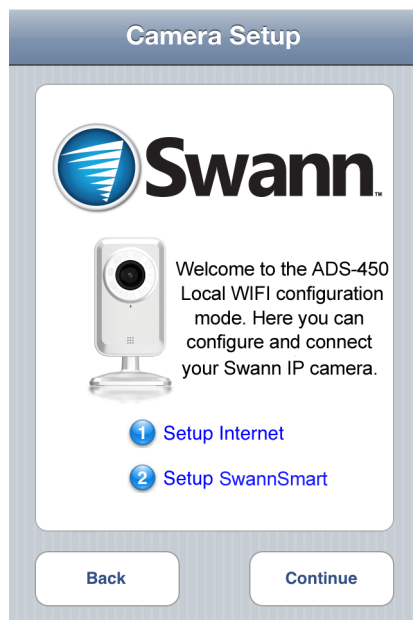 Camera Setup
Swann™
Welcome to the ADS-450
Local WIFI configuration
mode. Here you can
configure and connect
your Swann IP camera.
1 Setup Internet
2 Setup SwannSmart
Back Continue